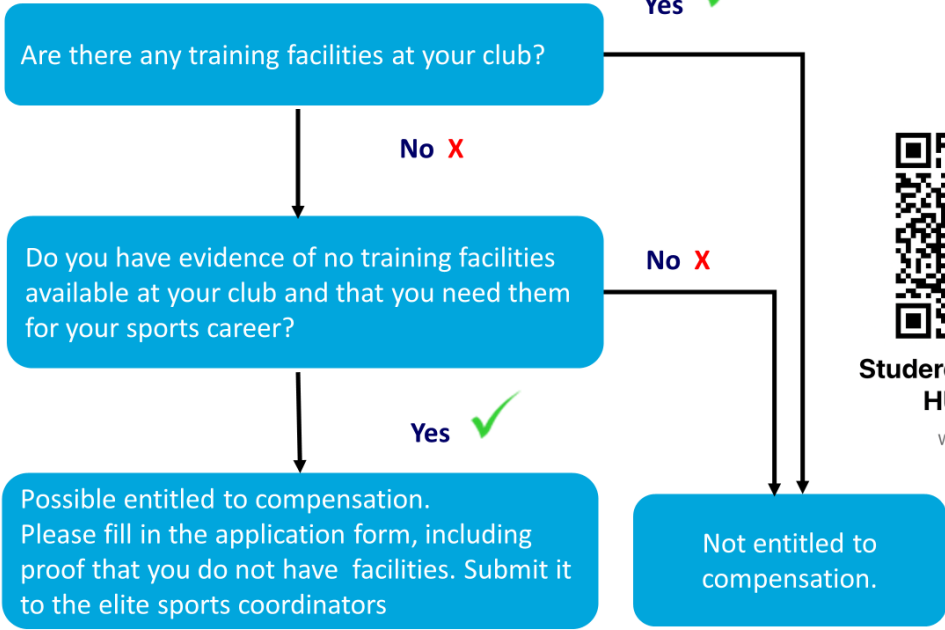 Yes
Are there any training facilities at your club?
No X
Do you have evidence of no training facilities
available at your club and that you need them
for your sports career?
No X
Yes
Possible entitled to compensation.
Please fill in the application form, including
proof that you do not have facilities. Submit it
to the elite sports coordinators
Not entitled to
compensation.